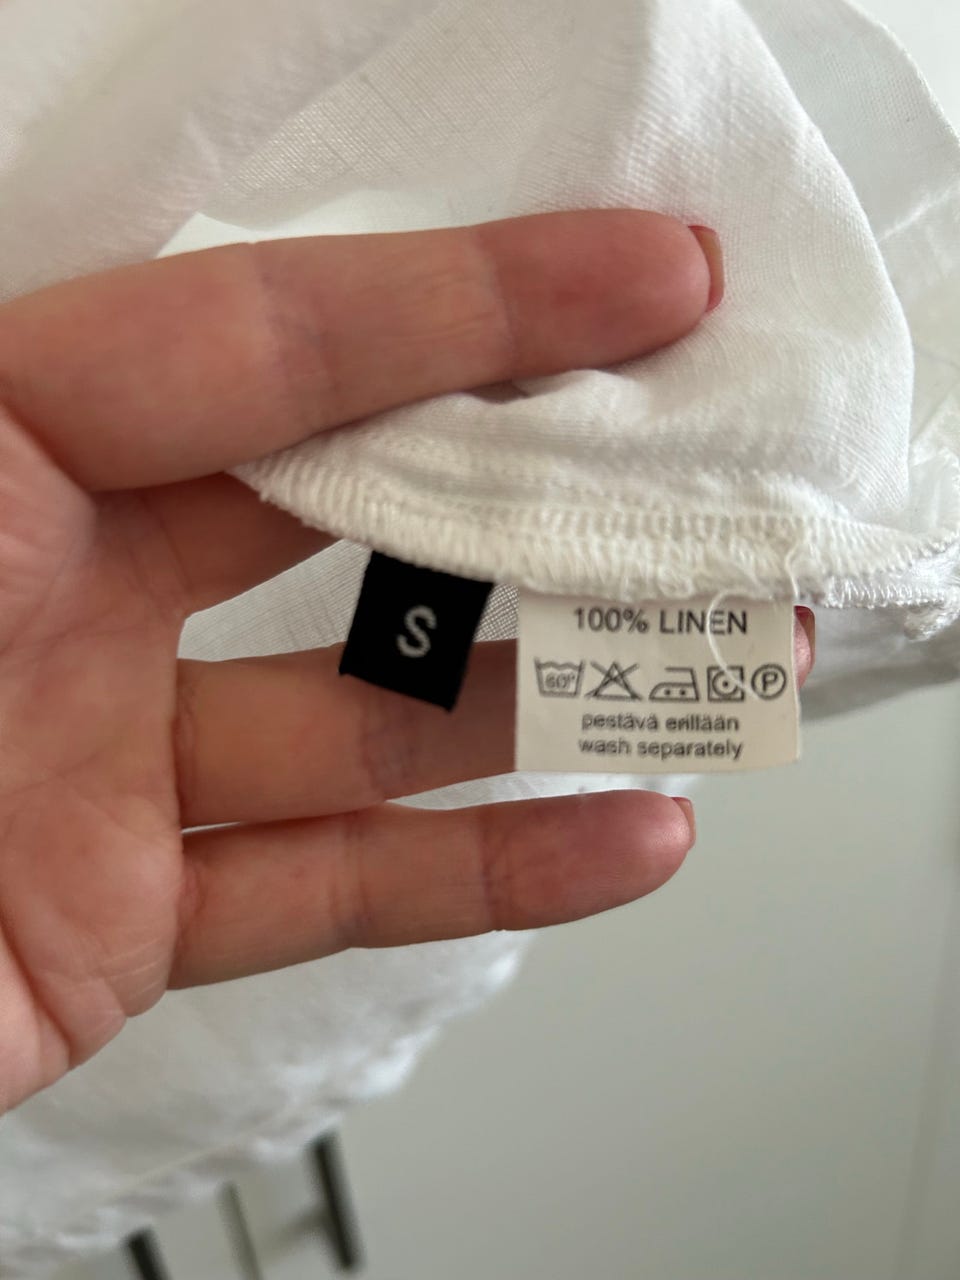 S
100% LINEN
60° P
pestävä erillään
wash separately